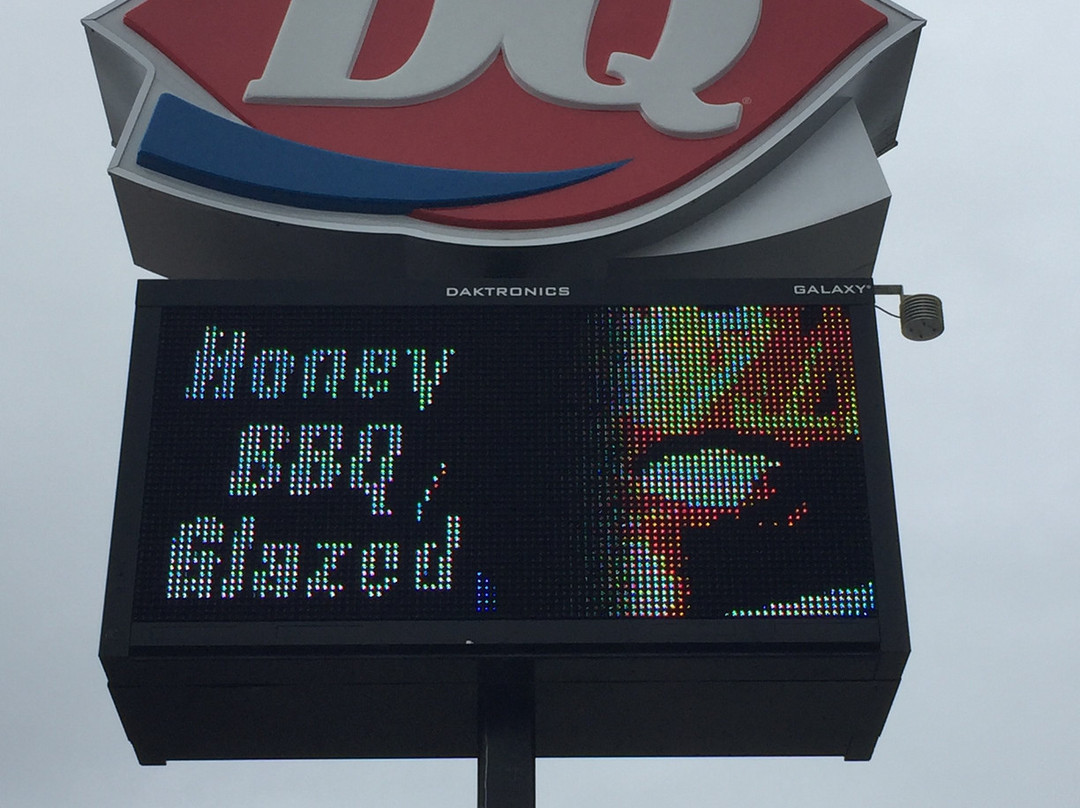 DQ®
DAKTRONICS
GALAXY®
Honey
BBQ,
Glazed